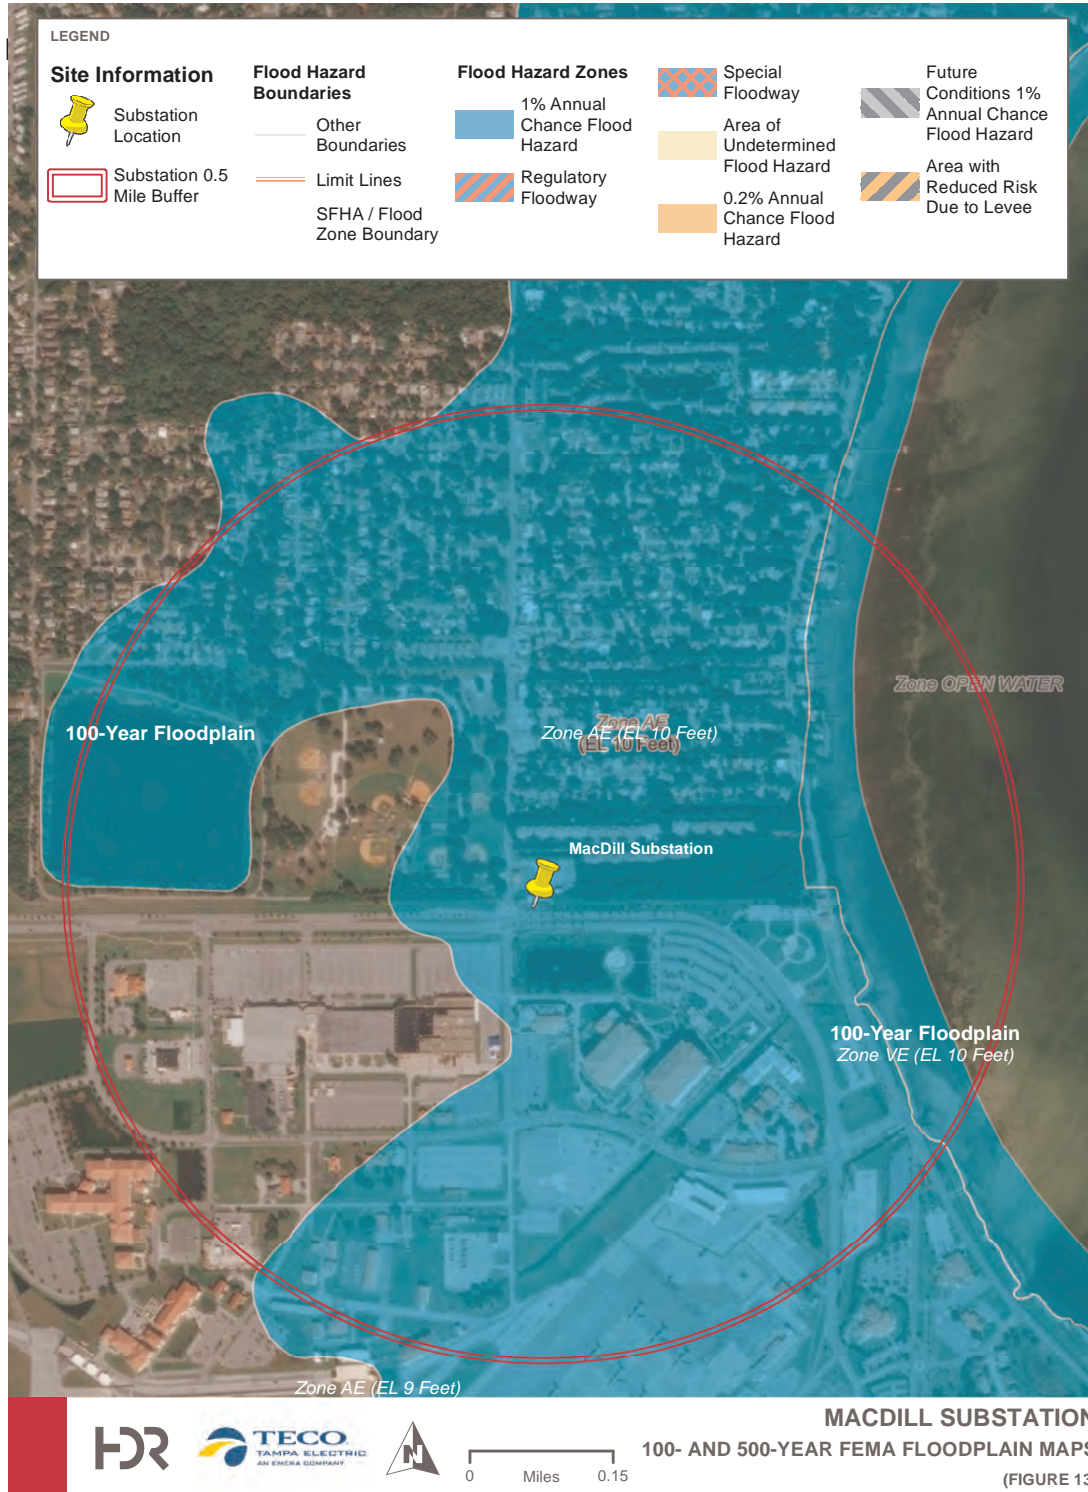 LEGEND
Site Information
Substation
Location
Substation 0.5
Mile Buffer
Flood Hazard
Boundaries
Other
Boundaries
Limit Lines
SFHA / Flood
Zone Boundary
Flood Hazard Zones
1% Annual
Chance Flood
Hazard
Regulatory
Floodway
Special
Floodway
Area of
Undetermined
Flood Hazard
0.2% Annual
Chance Flood
Hazard
Future
Conditions 1%
Annual Chance
Flood Hazard
Area with
Reduced Risk
Due to Levee
Zone OPEN WATER
100-Year Floodplain
Zone AE
Zone AE (EL 10 Feet)
(EL 10 Feet)
MacDill Substation
100-Year Floodplain
Zone VE (EL 10 Feet)
Zone AE (EL 9 Feet)
HDR
TECO
TAMPA ELECTRIC
AN EMERA COMPANY
N
0 Miles 0.15
MACDILL SUBSTATION
100- AND 500-YEAR FEMA FLOODPLAIN MAPS
(FIGURE 13